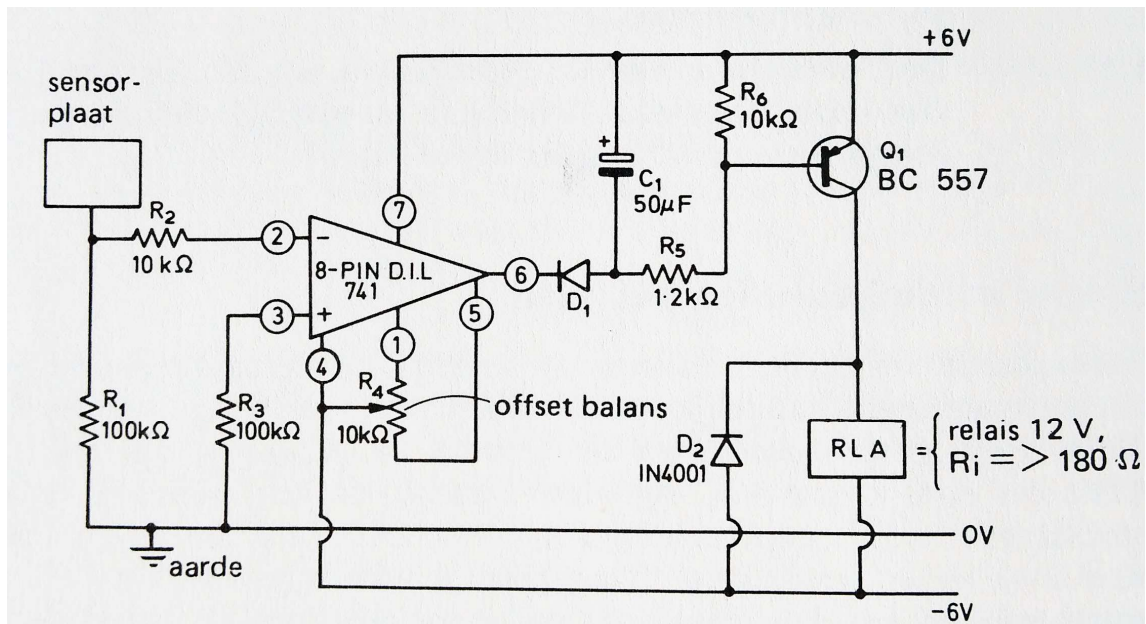 +6V
sensor-
plaat
R6
10kΩ
Q1
BC 557
+
C1
50µF
7
R2
10kΩ
2
−
8-PIN D.I.L
741
6
D1
R5
1·2kΩ
3
+
5
4
1
R4
10kΩ
offset balans
R1
100kΩ
R3
100kΩ
D2
IN4001
RLA
= { relais 12 V,
Ri => 180 Ω
0V
aarde
−6V